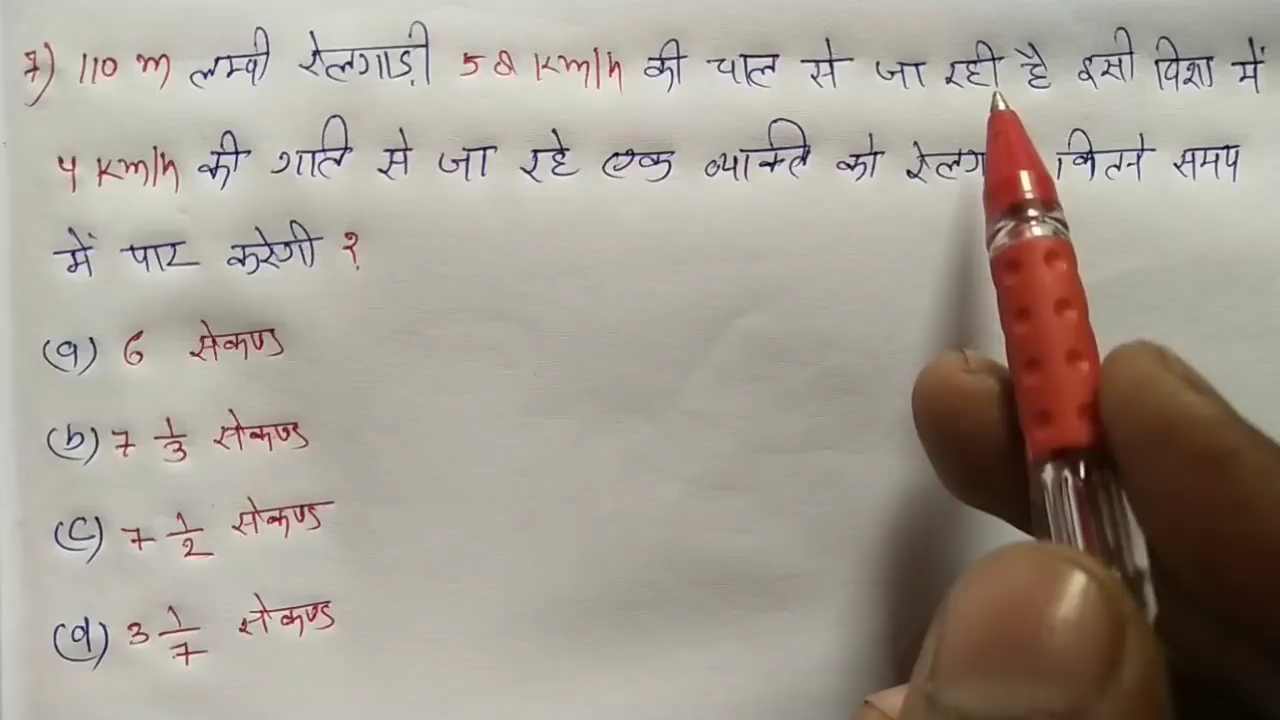 7) 110 m लम्बी रेलगाड़ी 58 km/h की चाल से जा रही है इसी दिशा में
4 km/h की गति से जा रहे एक व्यक्ति को कितने समय
में पार करेगी ?
(a) 6 सेकण्ड
(b) 7 1/3 सेकण्ड
(c) 7 1/2 सेकण्ड
(d) 3 1/7 सेकण्ड